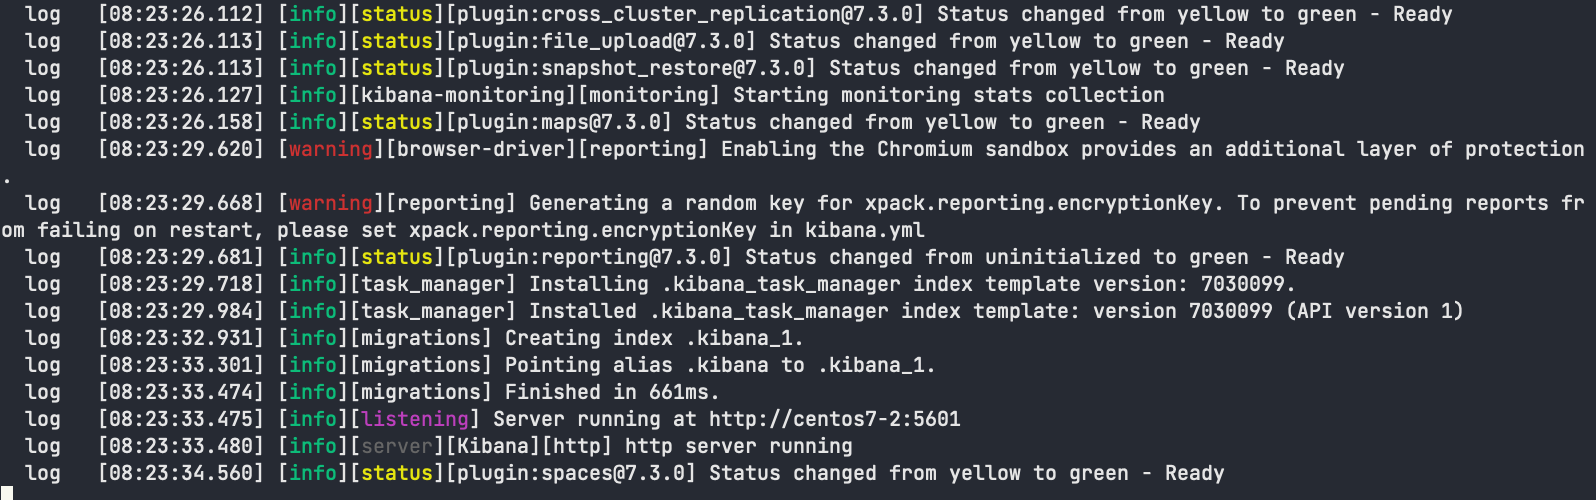 log   [08:23:26.112] [info][status][plugin:cross_cluster_replication@7.3.0] Status changed from yellow to green - Ready
log   [08:23:26.113] [info][status][plugin:file_upload@7.3.0] Status changed from yellow to green - Ready
log   [08:23:26.113] [info][status][plugin:snapshot_restore@7.3.0] Status changed from yellow to green - Ready
log   [08:23:26.127] [info][kibana-monitoring][monitoring] Starting monitoring stats collection
log   [08:23:26.158] [info][status][plugin:maps@7.3.0] Status changed from yellow to green - Ready
log   [08:23:29.620] [warning][browser-driver][reporting] Enabling the Chromium sandbox provides an additional layer of protection
.
log   [08:23:29.668] [warning][reporting] Generating a random key for xpack.reporting.encryptionKey. To prevent pending reports fr
om failing on restart, please set xpack.reporting.encryptionKey in kibana.yml
log   [08:23:29.681] [info][status][plugin:reporting@7.3.0] Status changed from uninitialized to green - Ready
log   [08:23:29.718] [info][task_manager] Installing .kibana_task_manager index template version: 7030099.
log   [08:23:29.984] [info][task_manager] Installed .kibana_task_manager index template: version 7030099 (API version 1)
log   [08:23:32.931] [info][migrations] Creating index .kibana_1.
log   [08:23:33.301] [info][migrations] Pointing alias .kibana to .kibana_1.
log   [08:23:33.474] [info][migrations] Finished in 661ms.
log   [08:23:33.475] [info][listening] Server running at http://centos7-2:5601
log   [08:23:33.480] [info][server][Kibana][http] http server running
log   [08:23:34.560] [info][status][plugin:spaces@7.3.0] Status changed from yellow to green - Ready